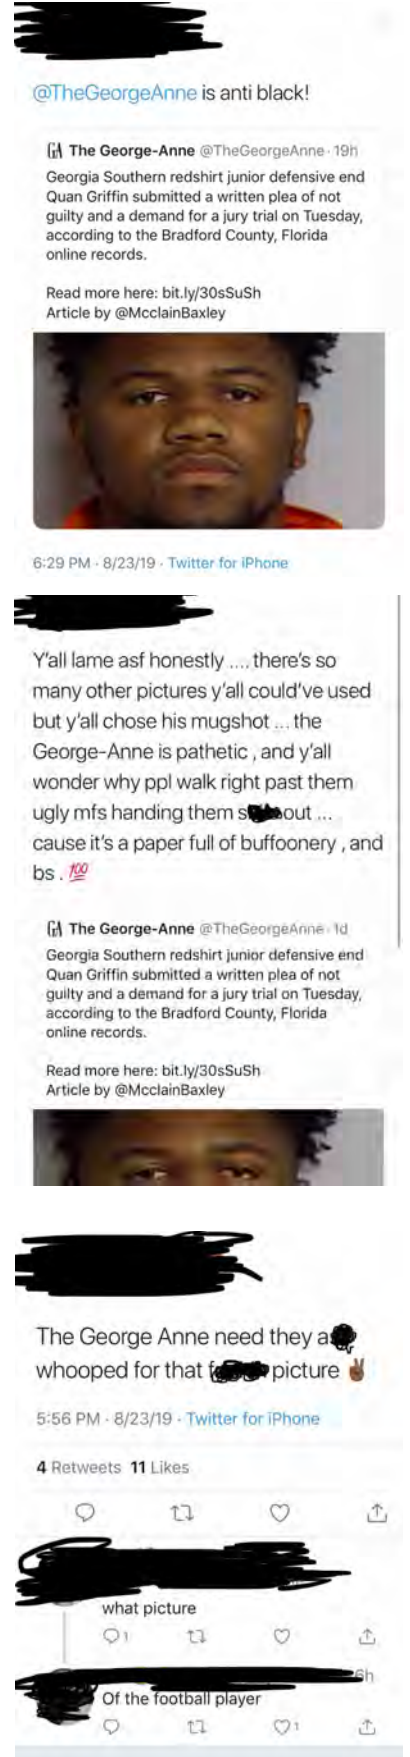 @TheGeorgeAnne is anti black!
The George-Anne @TheGeorgeAnne · 19h
Georgia Southern redshirt junior defensive end
Quan Griffin submitted a written plea of not
guilty and a demand for a jury trial on Tuesday,
according to the Bradford County, Florida
online records.
Read more here: bit.ly/30sSuSh
Article by @McclainBaxley
6:29 PM · 8/23/19 · Twitter for iPhone
Y'all lame asf honestly .... there's so
many other pictures y'all could've used
but y'all chose his mugshot ... the
George-Anne is pathetic , and y'all
wonder why ppl walk right past them
ugly mfs handing them s out ...
cause it's a paper full of buffoonery , and
bs . 💯
The George-Anne @TheGeorgeAnne · 1d
Georgia Southern redshirt junior defensive end
Quan Griffin submitted a written plea of not
guilty and a demand for a jury trial on Tuesday,
according to the Bradford County, Florida
online records.
Read more here: bit.ly/30sSuSh
Article by @McclainBaxley
The George Anne need they a
whooped for that f picture ✌🏾
5:56 PM · 8/23/19 · Twitter for iPhone
4 Retweets 11 Likes
what picture
1
6h
Of the football player
1